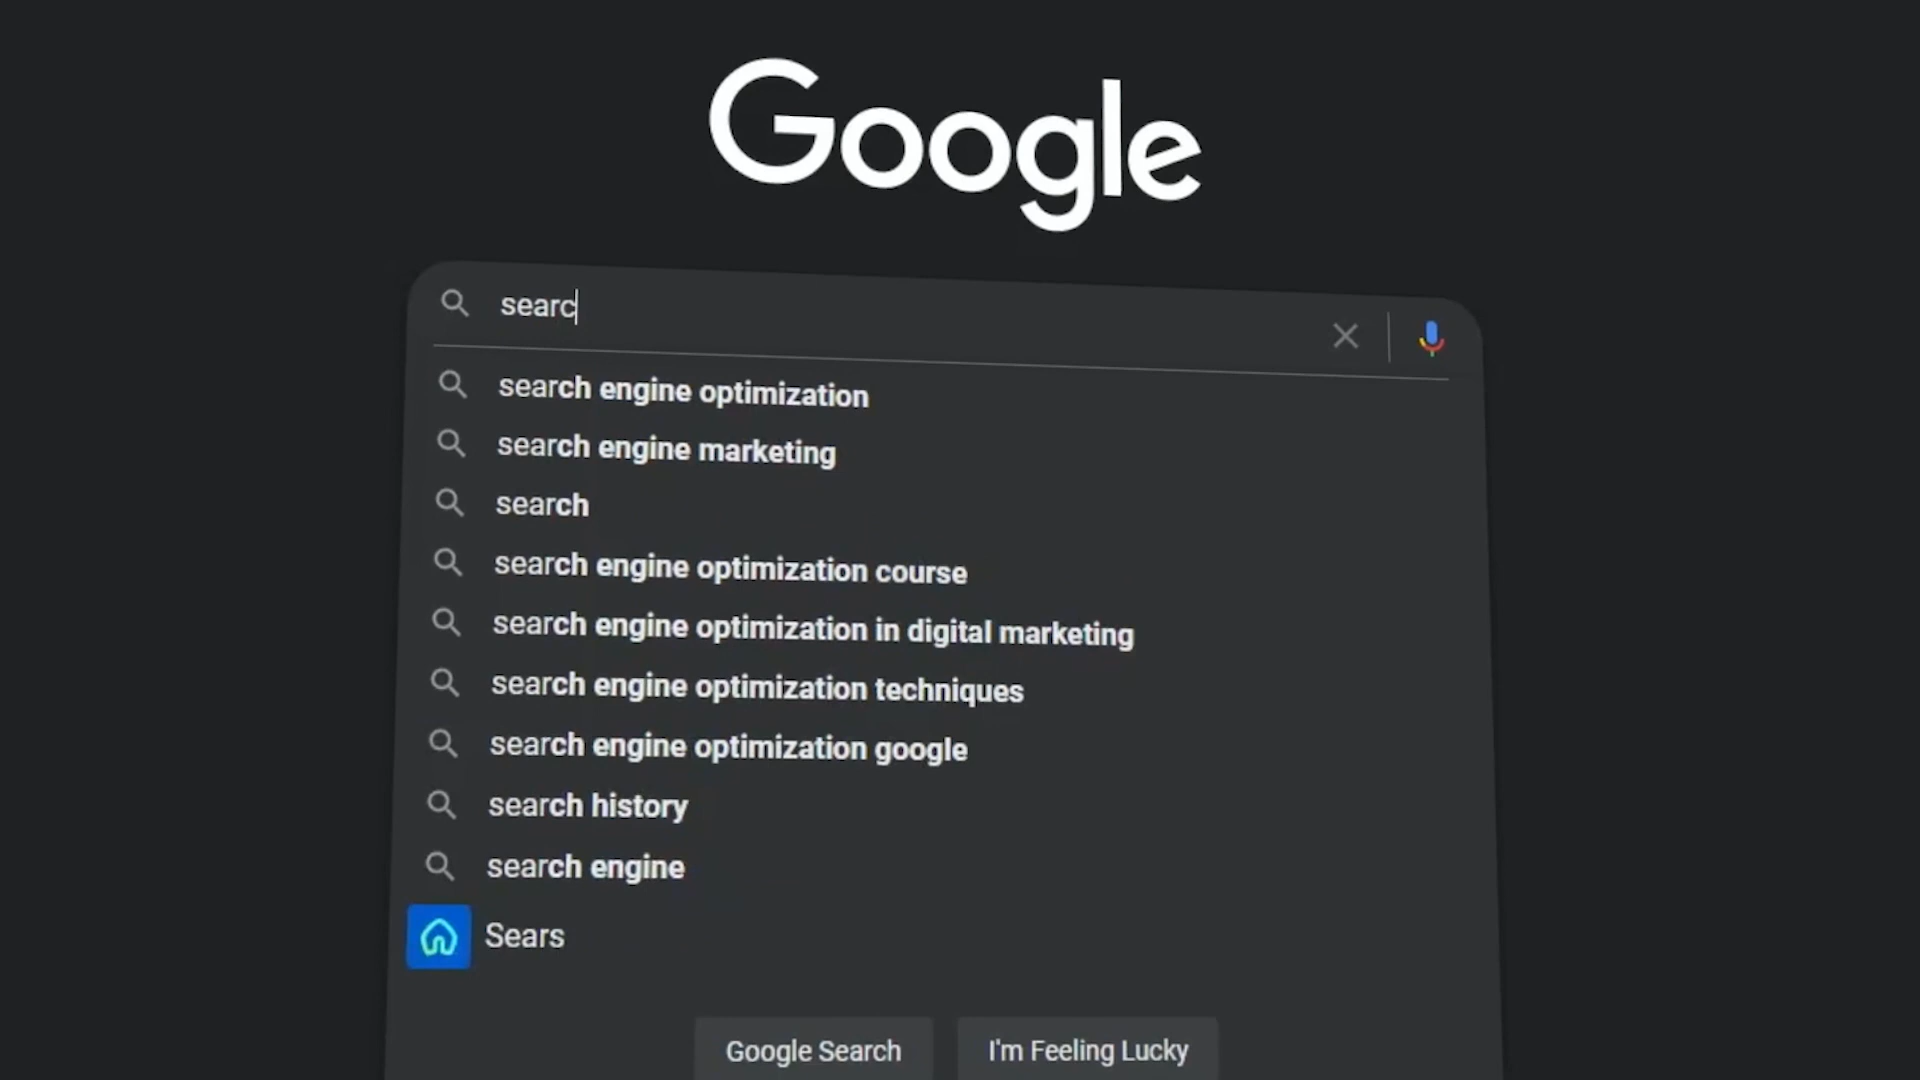 Google
searc
search engine optimization
search engine marketing
search
search engine optimization course
search engine optimization in digital marketing
search engine optimization techniques
search engine optimization google
search history
search engine
Sears
Google Search
I'm Feeling Lucky